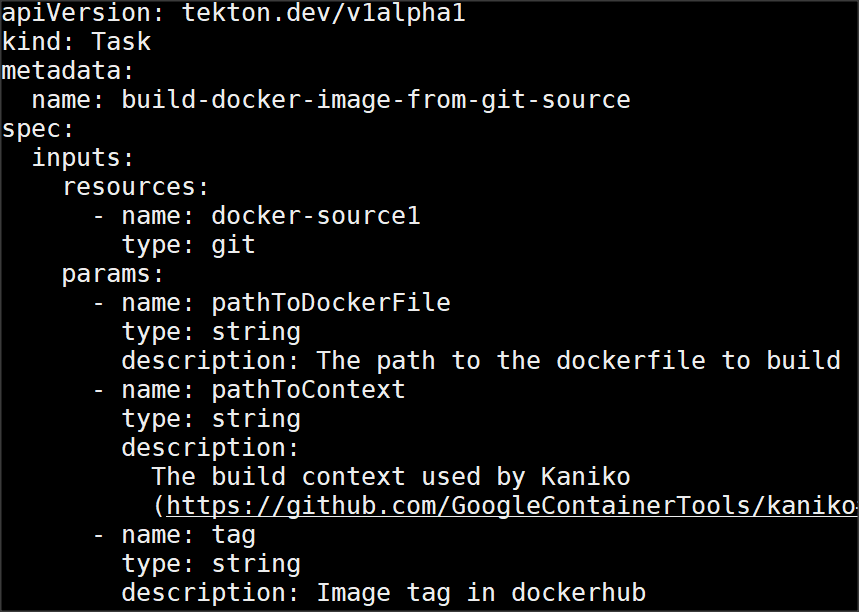 apiVersion: tekton.dev/v1alpha1
kind: Task
metadata:
  name: build-docker-image-from-git-source
spec:
  inputs:
    resources:
      - name: docker-source1
        type: git
    params:
      - name: pathToDockerFile
        type: string
        description: The path to the dockerfile to build
      - name: pathToContext
        type: string
        description:
          The build context used by Kaniko
          (https://github.com/GoogleContainerTools/kaniko
      - name: tag
        type: string
        description: Image tag in dockerhub